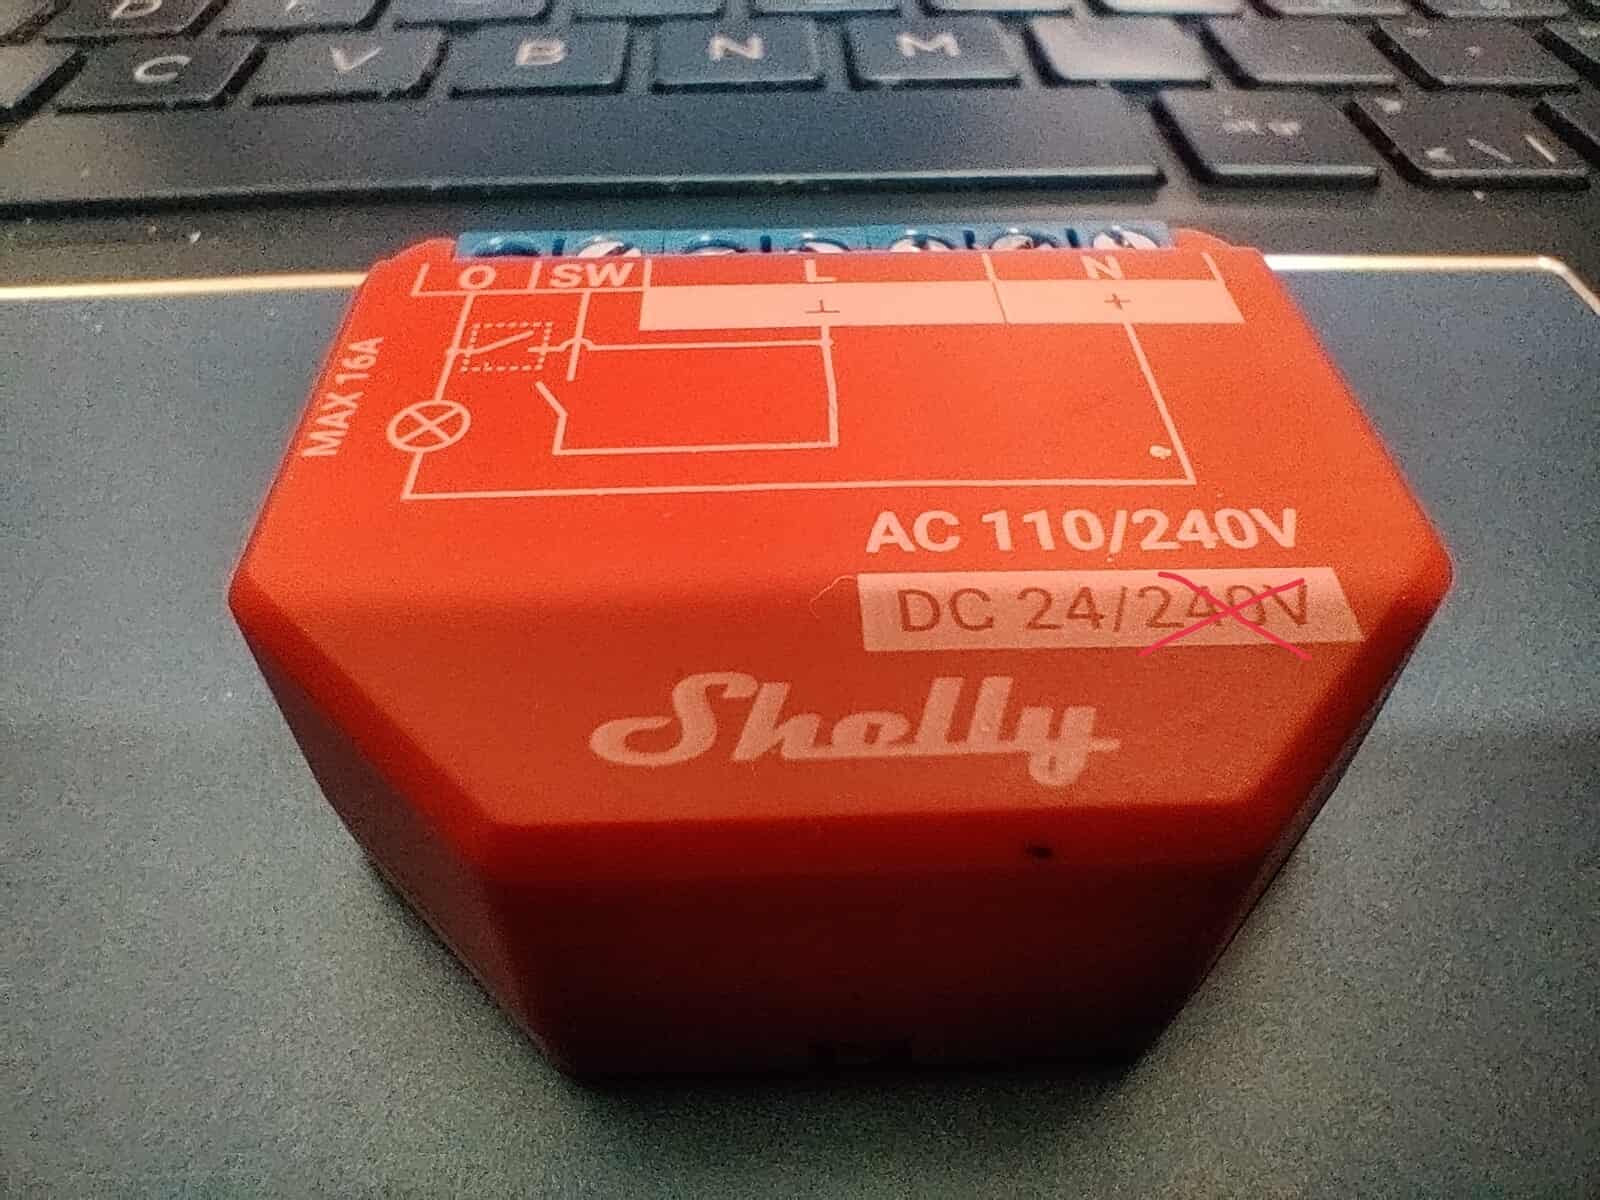 C V B N M
O SW L N
⊥ +
MAX 16A
AC 110/240V
DC 24/240V
Shelly